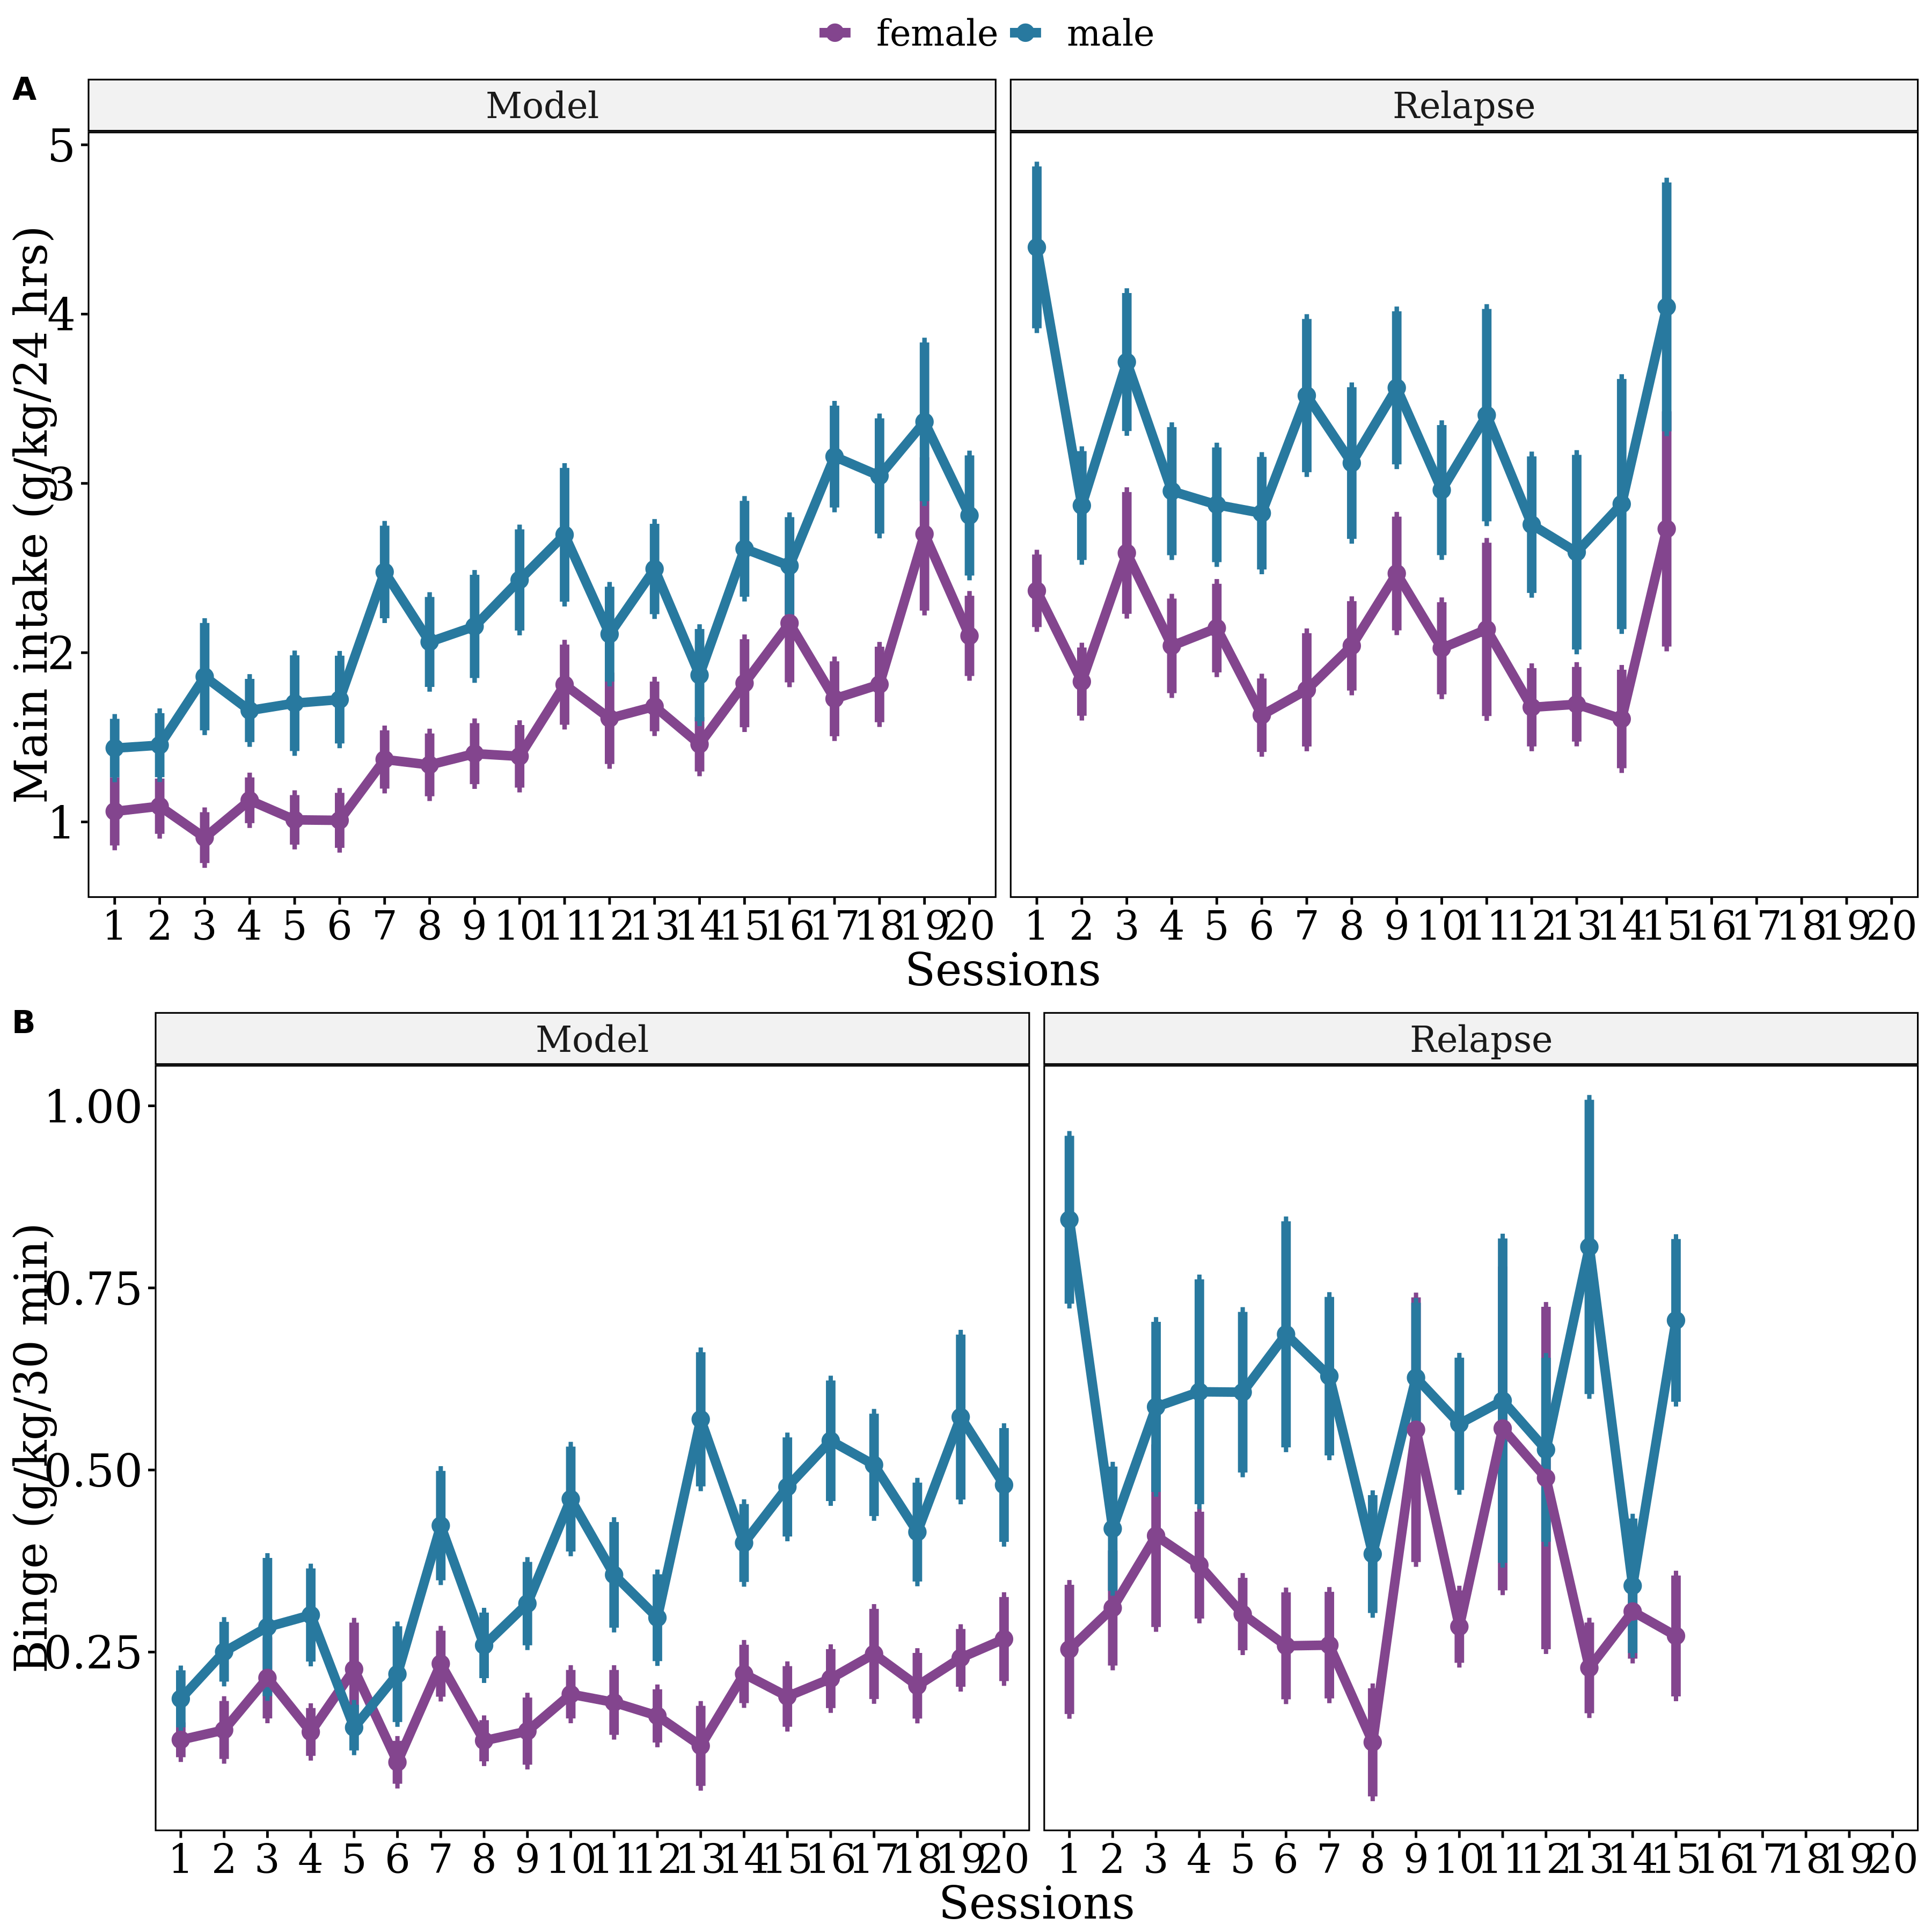 female male
A
Model Relapse
Main intake (g/kg/24 hrs)
5
4
3
2
1
1 2 3 4 5 6 7 8 9 10 11 12 13 14 15 16 17 18 19 20 1 2 3 4 5 6 7 8 9 10 11 12 13 14 15 16 17 18 19 20
Sessions
B
Model Relapse
Binge (g/kg/30 min)
1.00
0.75
0.50
0.25
1 2 3 4 5 6 7 8 9 10 11 12 13 14 15 16 17 18 19 20 1 2 3 4 5 6 7 8 9 10 11 12 13 14 15 16 17 18 19 20
Sessions